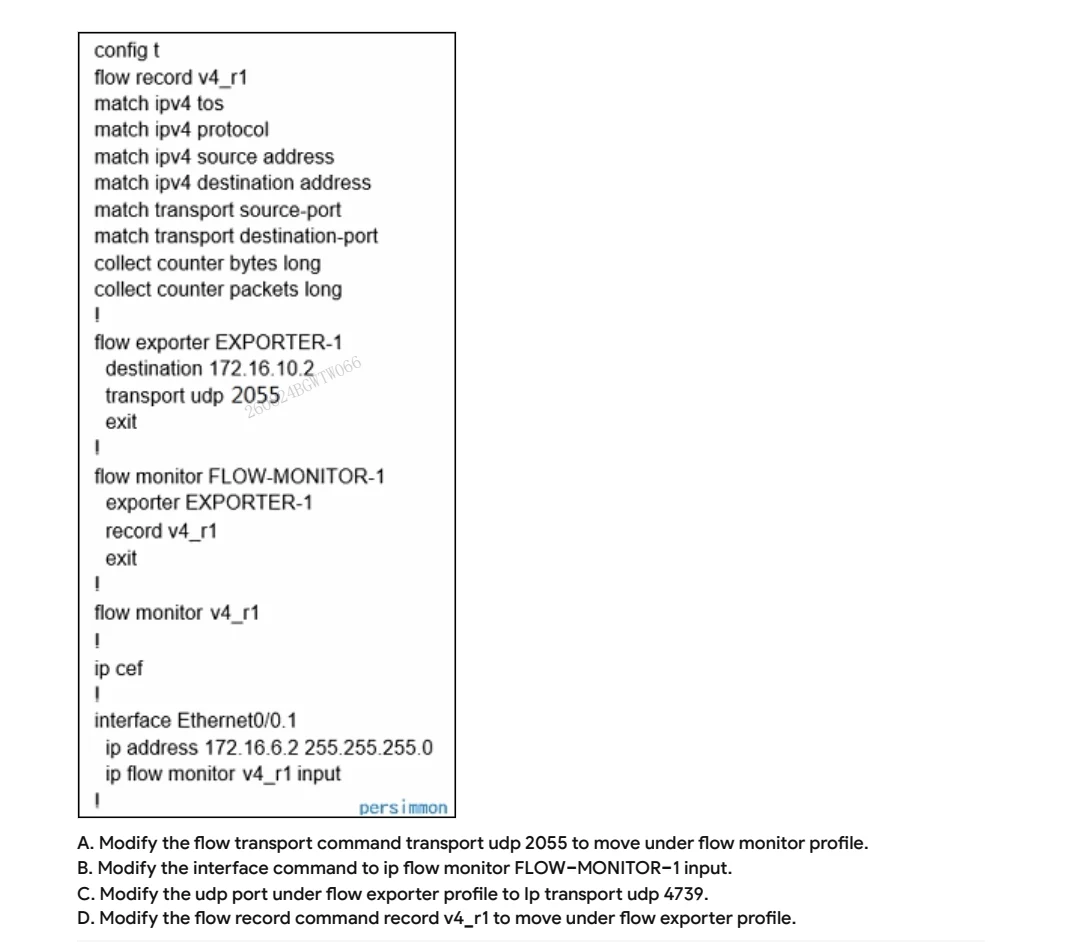 config t
flow record v4_r1
match ipv4 tos
match ipv4 protocol
match ipv4 source address
match ipv4 destination address
match transport source-port
match transport destination-port
collect counter bytes long
collect counter packets long
!
flow exporter EXPORTER-1
destination 172.16.10.2
transport udp 2055
exit
!
flow monitor FLOW-MONITOR-1
exporter EXPORTER-1
record v4_r1
exit
!
flow monitor v4_r1
!
ip cef
!
interface Ethernet0/0.1
ip address 172.16.6.2 255.255.255.0
ip flow monitor v4_r1 input
!
persimmon
A. Modify the flow transport command transport udp 2055 to move under flow monitor profile.
B. Modify the interface command to ip flow monitor FLOW-MONITOR-1 input.
C. Modify the udp port under flow exporter profile to Ip transport udp 4739.
D. Modify the flow record command record v4_r1 to move under flow exporter profile.